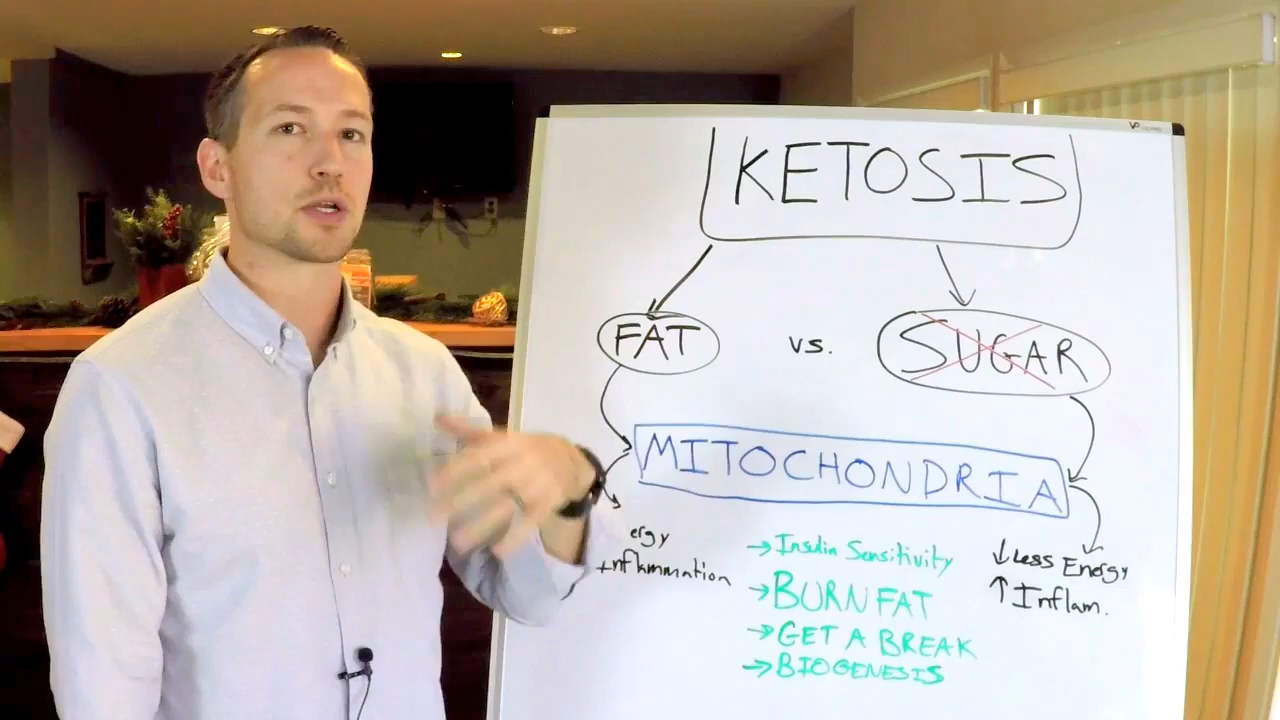 KETOSIS
FAT vs. SUGAR
MITOCHONDRIA
ergy
Inflammation
→ Insulin Sensitivity
→ BURN FAT
→ GET A BREAK
→ BIOGENESIS
↓ Less Energy
↑ Inflam.